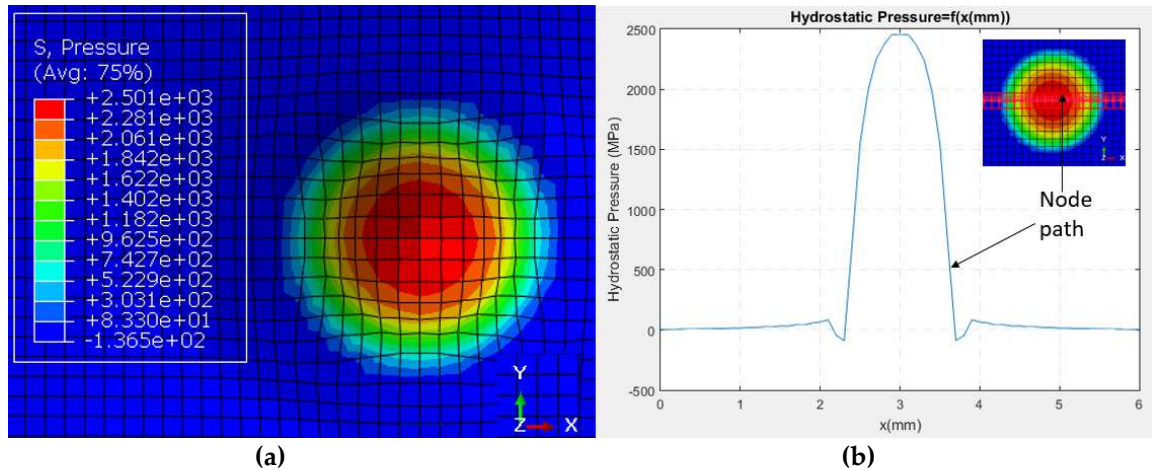 S, Pressure
(Avg: 75%)
+2.501e+03
+2.281e+03
+2.061e+03
+1.842e+03
+1.622e+03
+1.402e+03
+1.182e+03
+9.625e+02
+7.427e+02
+5.229e+02
+3.031e+02
+8.330e+01
-1.365e+02
Y
Z X
(a)
Hydrostatic Pressure=f(x(mm))
Hydrostatic Pressure (MPa)
2500
2000
1500
1000
500
0
-500
0 1 2 3 4 5 6
x(mm)
Y
Z X
Node
path
(b)